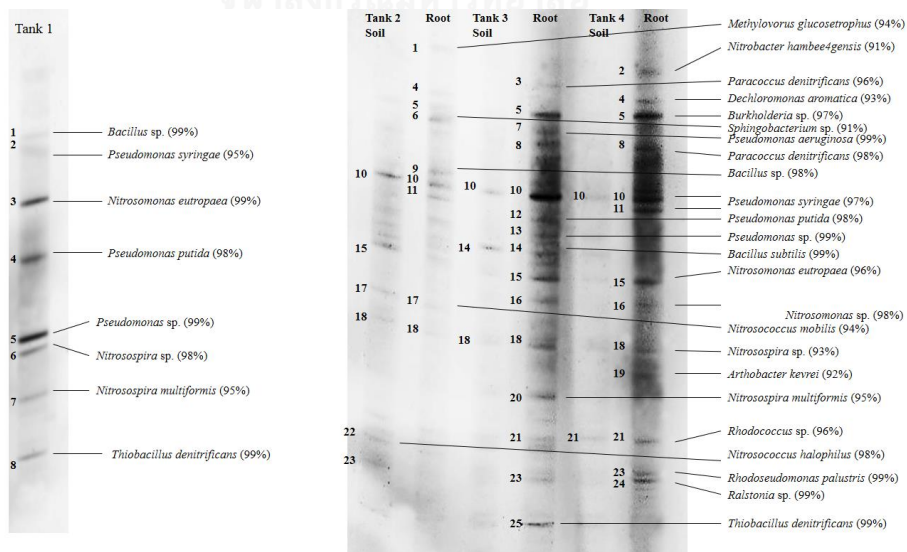 Tank 1
1
2
3
4
5
6
7
8
Bacillus sp. (99%)
Pseudomonas syringae (95%)
Nitrosomonas eutropaea (99%)
Pseudomonas putida (98%)
Pseudomonas sp. (99%)
Nitrosospira sp. (98%)
Nitrosospira multiformis (95%)
Thiobacillus denitrificans (99%)
Tank 2 Root Tank 3 Root Tank 4 Root
Soil Soil Soil
10
15
17
18
22
23
1
4
5
6
9
10
11
17
18
10
14
18
3
5
7
8
10
12
13
14
15
16
18
20
21
23
25
10
21
2
4
5
8
10
11
15
16
18
19
21
23
24
Methylovorus glucosetrophus (94%)
Nitrobacter hambee4gensis (91%)
Paracoccus denitrificans (96%)
Dechloromonas aromatica (93%)
Burkholderia sp. (97%)
Sphingobacterium sp. (91%)
Pseudomonas aeruginosa (99%)
Paracoccus denitrificans (98%)
Bacillus sp. (98%)
Pseudomonas syringae (97%)
Pseudomonas putida (98%)
Pseudomonas sp. (99%)
Bacillus subtilis (99%)
Nitrosomonas eutropaea (96%)
Nitrosomonas sp. (98%)
Nitrosococcus mobilis (94%)
Nitrosospira sp. (93%)
Arthobacter kevrei (92%)
Nitrosospira multiformis (95%)
Rhodococcus sp. (96%)
Nitrosococcus halophilus (98%)
Rhodoseudomonas palustris (99%)
Ralstonia sp. (99%)
Thiobacillus denitrificans (99%)